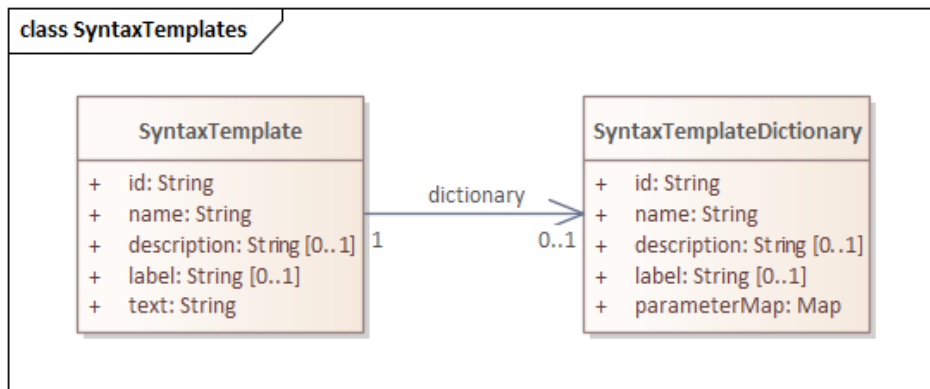 class SyntaxTemplates
SyntaxTemplate
+ id: String
+ name: String
+ description: String [0..1]
+ label: String [0..1]
+ text: String
dictionary
1
0..1
SyntaxTemplateDictionary
+ id: String
+ name: String
+ description: String [0..1]
+ label: String [0..1]
+ parameterMap: Map